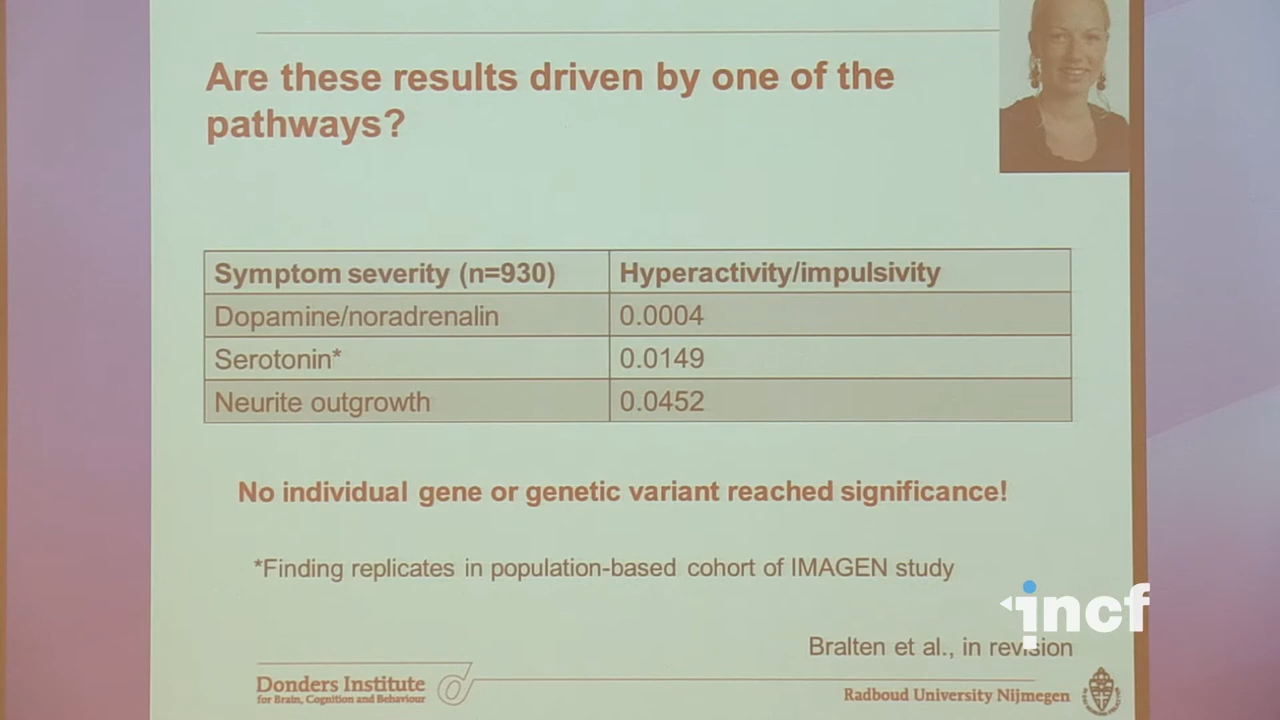 Are these results driven by one of the
pathways?
Symptom severity (n=930) Hyperactivity/impulsivity
Dopamine/noradrenalin 0.0004
Serotonin* 0.0149
Neurite outgrowth 0.0452
No individual gene or genetic variant reached significance!
*Finding replicates in population-based cohort of IMAGEN study
incf
Bralten et al., in revision
Donders Institute
for Brain, Cognition and Behaviour
Radboud University Nijmegen